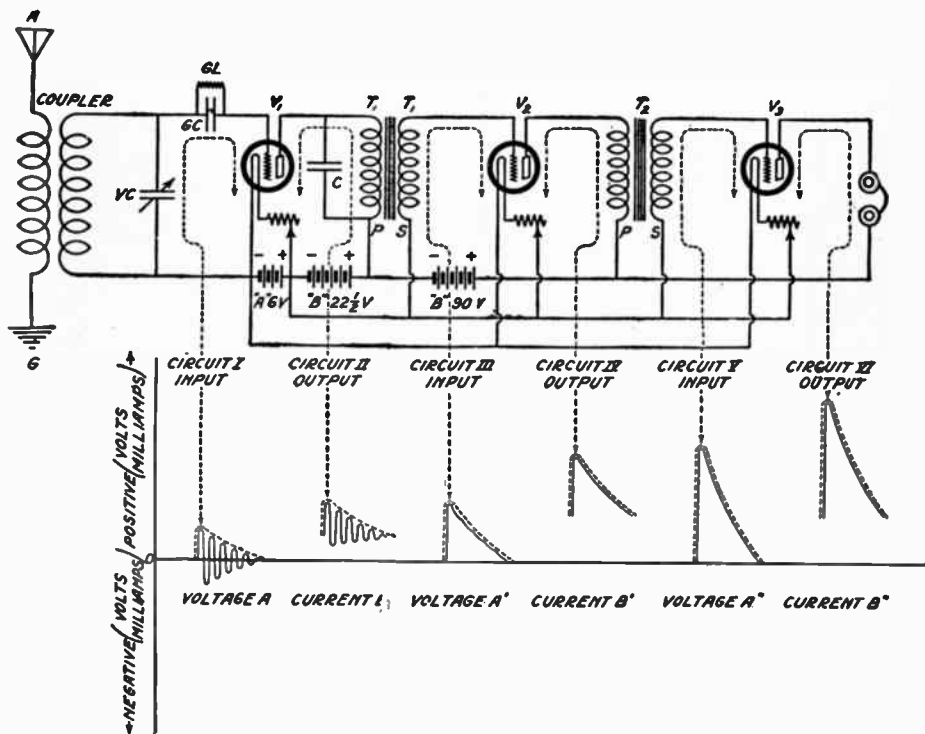 A
COUPLER
GL
GC
VC
V1
T1 T1
V2
T2
V3
C
P S
P S
- +
- +
- +
"A" 6V
"B" 22 1/2 V
"B" 90 V
G
CIRCUIT I
INPUT
CIRCUIT II
OUTPUT
CIRCUIT III
INPUT
CIRCUIT IV
OUTPUT
CIRCUIT V
INPUT
CIRCUIT VI
OUTPUT
POSITIVE (VOLTS
MILLIAMPS)
0
NEGATIVE (VOLTS
MILLIAMPS)
VOLTAGE A
CURRENT
VOLTAGE A'
CURRENT B'
VOLTAGE A"
CURRENT B"